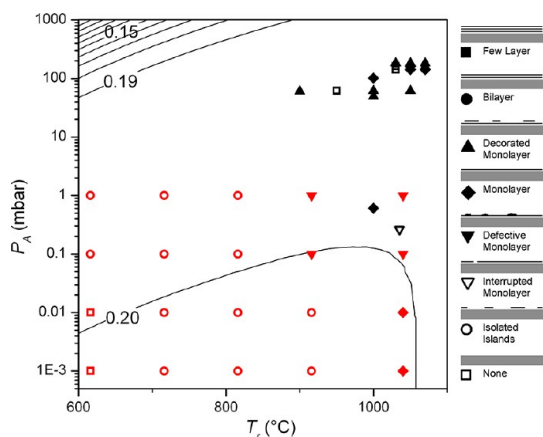 1000
100
10
1
0.1
0.01
1E-3
P_A (mbar)
0.15
0.19
0.20
600
800
1000
(°C)
Few Layer
Bilayer
Decorated
Monolayer
Monolayer
Defective
Monolayer
Interrupted
Monolayer
Isolated
Islands
None